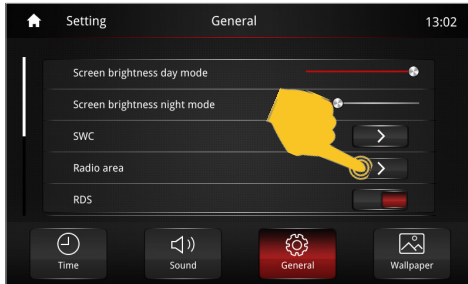 Setting General 13:02
Screen brightness day mode
Screen brightness night mode
SWC
Radio area
RDS
Time Sound General Wallpaper